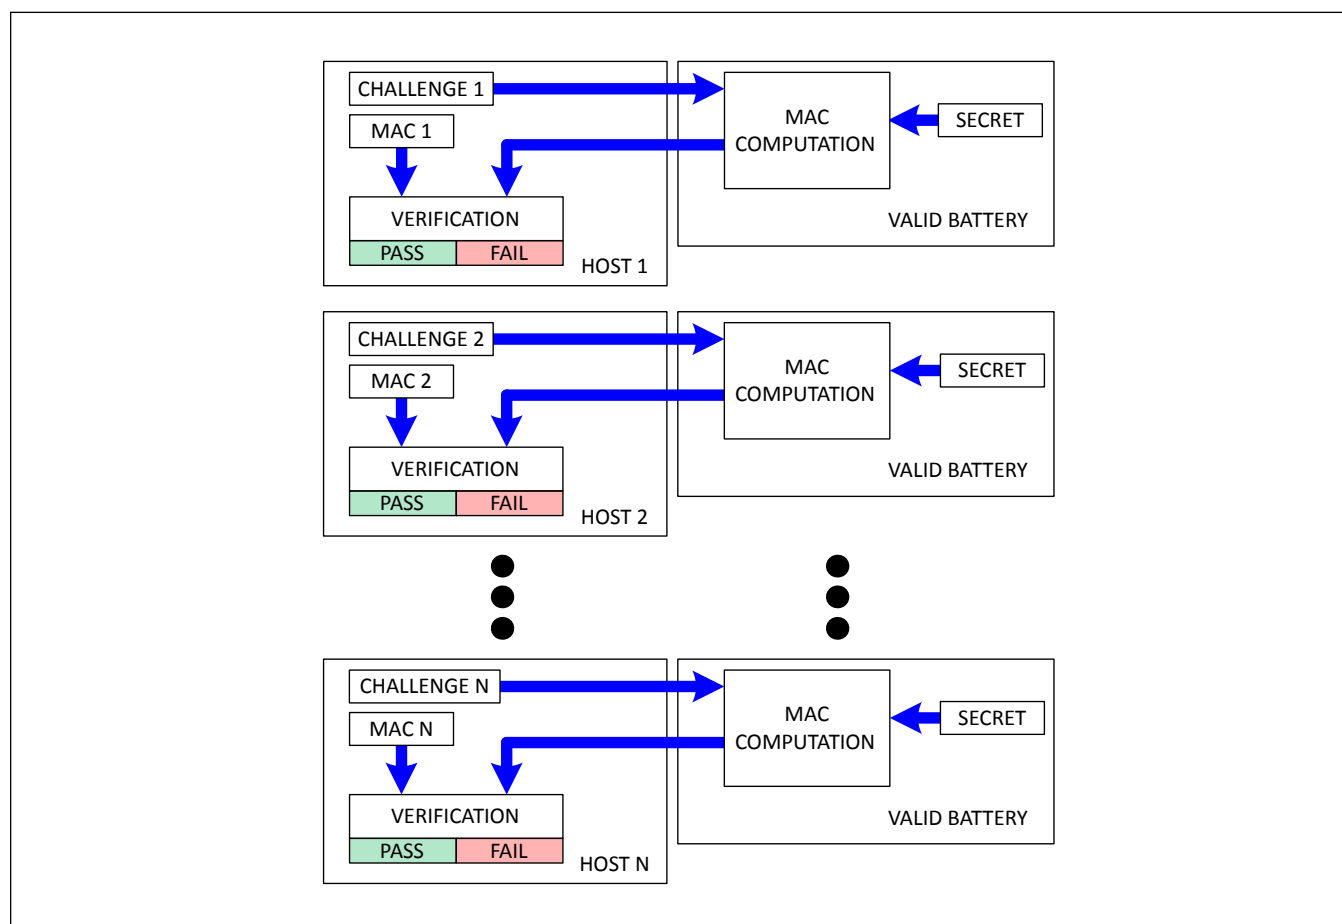 CHALLENGE 1
MAC 1
VERIFICATION
PASS
FAIL
HOST 1
MAC
COMPUTATION
SECRET
VALID BATTERY
CHALLENGE 2
MAC 2
VERIFICATION
PASS
FAIL
HOST 2
MAC
COMPUTATION
SECRET
VALID BATTERY
CHALLENGE N
MAC N
VERIFICATION
PASS
FAIL
HOST N
MAC
COMPUTATION
SECRET
VALID BATTERY